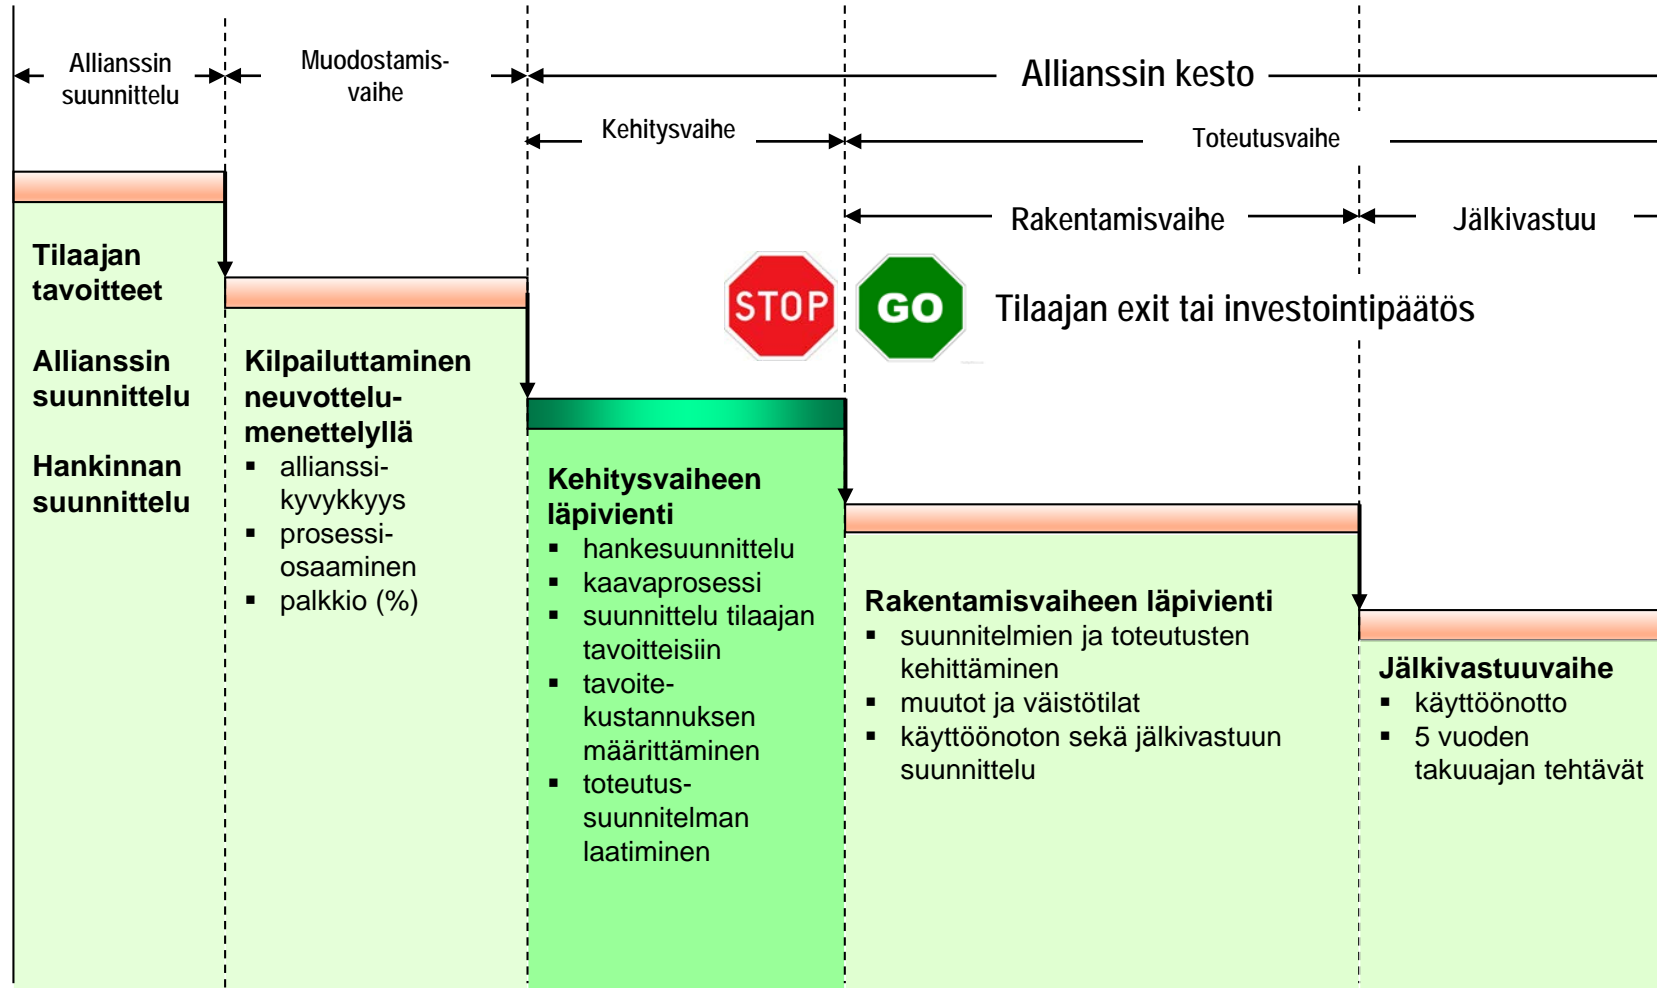 Allianssin
suunnittelu
Muodostamis-
vaihe
Allianssin kesto
Kehitysvaihe
Toteutusvaihe
Rakentamisvaihe
Jälkivastuu
STOP
GO
Tilaajan exit tai investointipäätös
Tilaajan
tavoitteet
Allianssin
suunnittelu
Hankinnan
suunnittelu
Kilpailuttaminen
neuvottelu-
menettelyllä
▪ allianssi-
kyvykkyys
▪ prosessi-
osaaminen
▪ palkkio (%)
Kehitysvaiheen
läpivienti
▪ hankesuunnittelu
▪ kaavaprosessi
▪ suunnittelu tilaajan
tavoitteisiin
▪ tavoite-
kustannuksen
määrittäminen
▪ toteutus-
suunnitelman
laatiminen
Rakentamisvaiheen läpivienti
▪ suunnitelmien ja toteutusten
kehittäminen
▪ muutot ja väistötilat
▪ käyttöönoton sekä jälkivastuun
suunnittelu
Jälkivastuuvaihe
▪ käyttöönotto
▪ 5 vuoden
takuuajan tehtävät